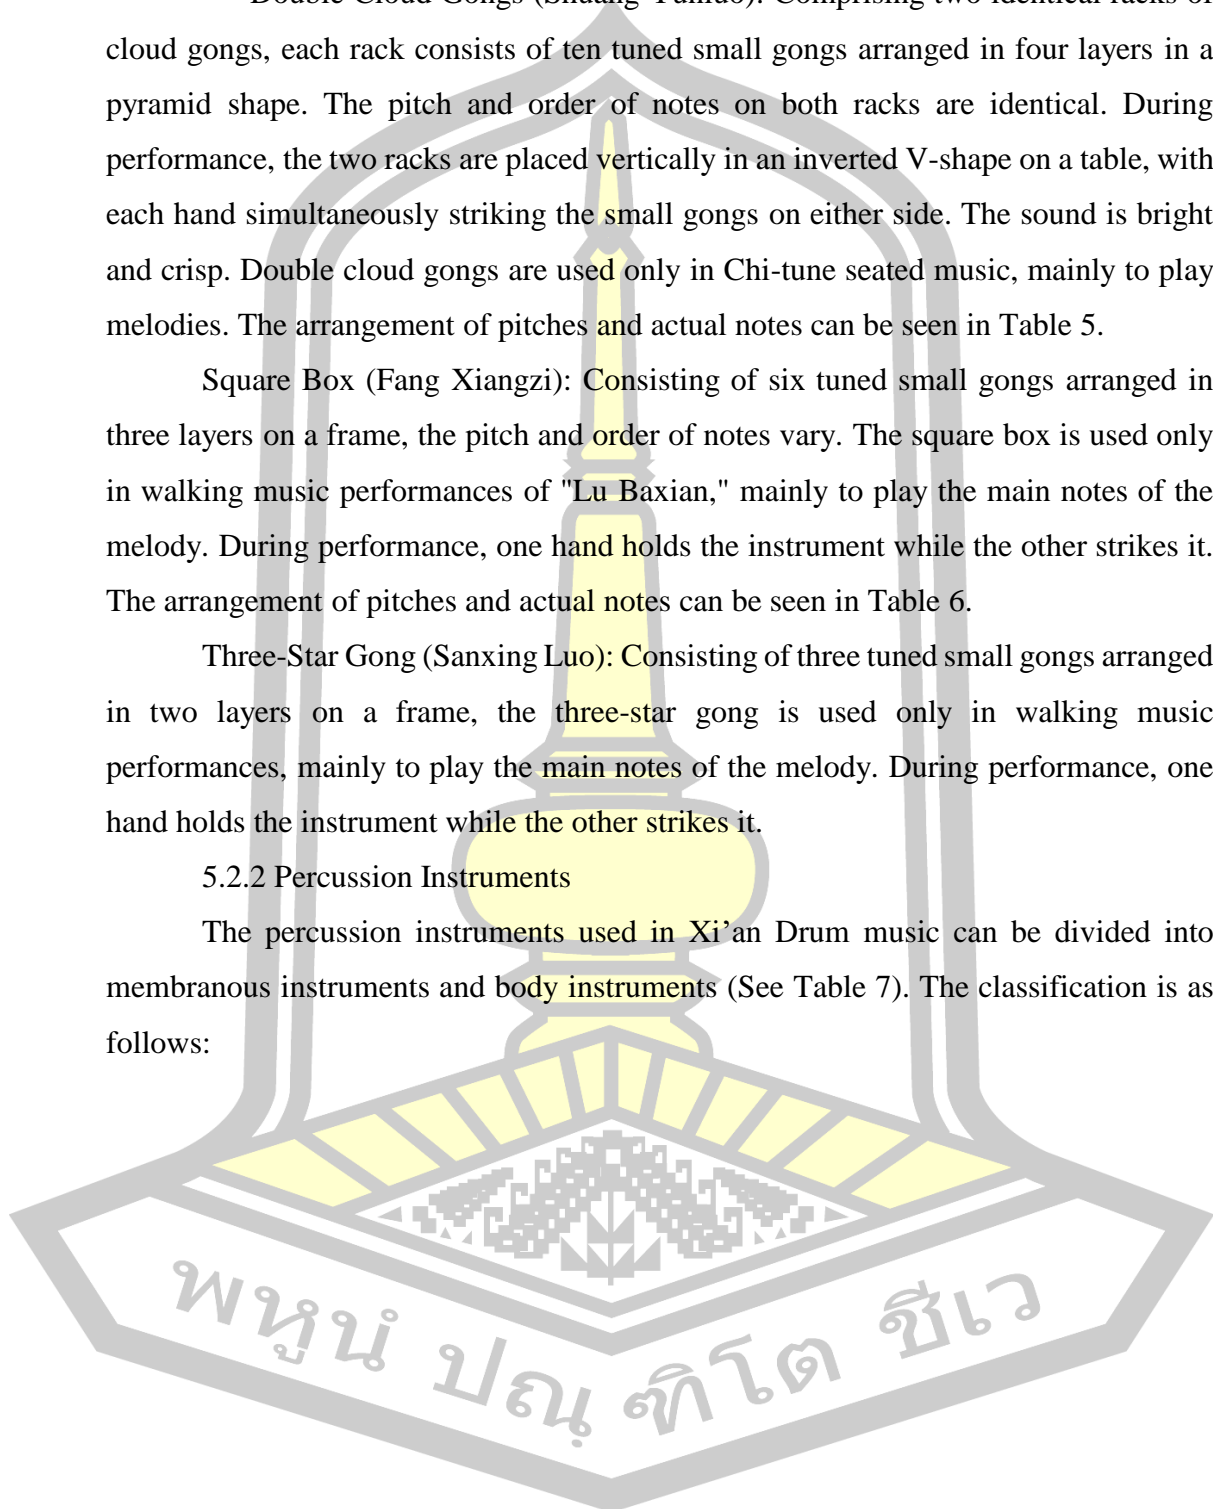 Double Cloud Gongs (Shuang Yunluo): Comprising two identical racks of
cloud gongs, each rack consists of ten tuned small gongs arranged in four layers in a
pyramid shape. The pitch and order of notes on both racks are identical. During
performance, the two racks are placed vertically in an inverted V-shape on a table, with
each hand simultaneously striking the small gongs on either side. The sound is bright
and crisp. Double cloud gongs are used only in Chi-tune seated music, mainly to play
melodies. The arrangement of pitches and actual notes can be seen in Table 5.
Square Box (Fang Xiangzi): Consisting of six tuned small gongs arranged in
three layers on a frame, the pitch and order of notes vary. The square box is used only
in walking music performances of "Lu Baxian," mainly to play the main notes of the
melody. During performance, one hand holds the instrument while the other strikes it.
The arrangement of pitches and actual notes can be seen in Table 6.
Three-Star Gong (Sanxing Luo): Consisting of three tuned small gongs arranged
in two layers on a frame, the three-star gong is used only in walking music
performances, mainly to play the main notes of the melody. During performance, one
hand holds the instrument while the other strikes it.
5.2.2 Percussion Instruments
The percussion instruments used in Xi’an Drum music can be divided into
membranous instruments and body instruments (See Table 7). The classification is as
follows:
พหูนํ ปณฺฑิโต ชีเว